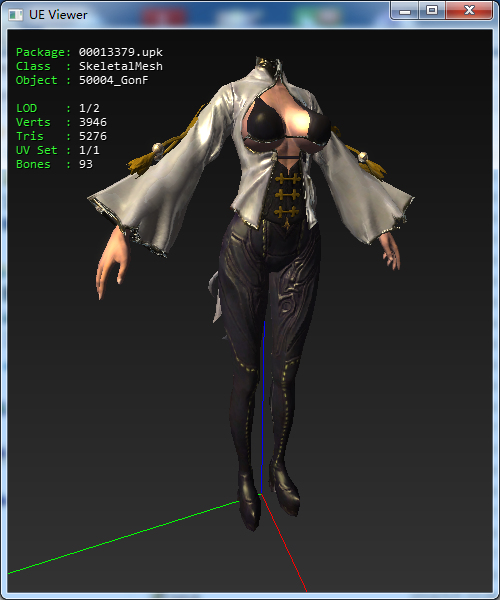 UE Viewer
Package: 00013379.upk
Class  : SkeletalMesh
Object : 50004_GonF
LOD    : 1/2
Verts  : 3946
Tris   : 5276
UV Set : 1/1
Bones  : 93